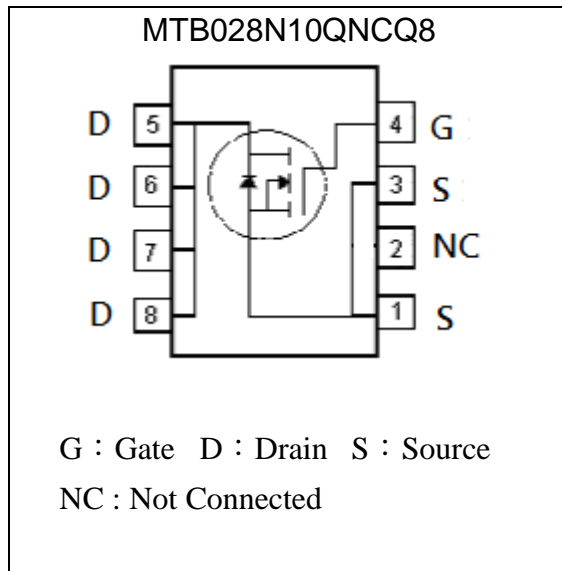 MTB028N10QNCQ8
D 5 4 G
D 6 3 S
D 7 2 NC
D 8 1 S
G：Gate D：Drain S：Source
NC : Not Connected